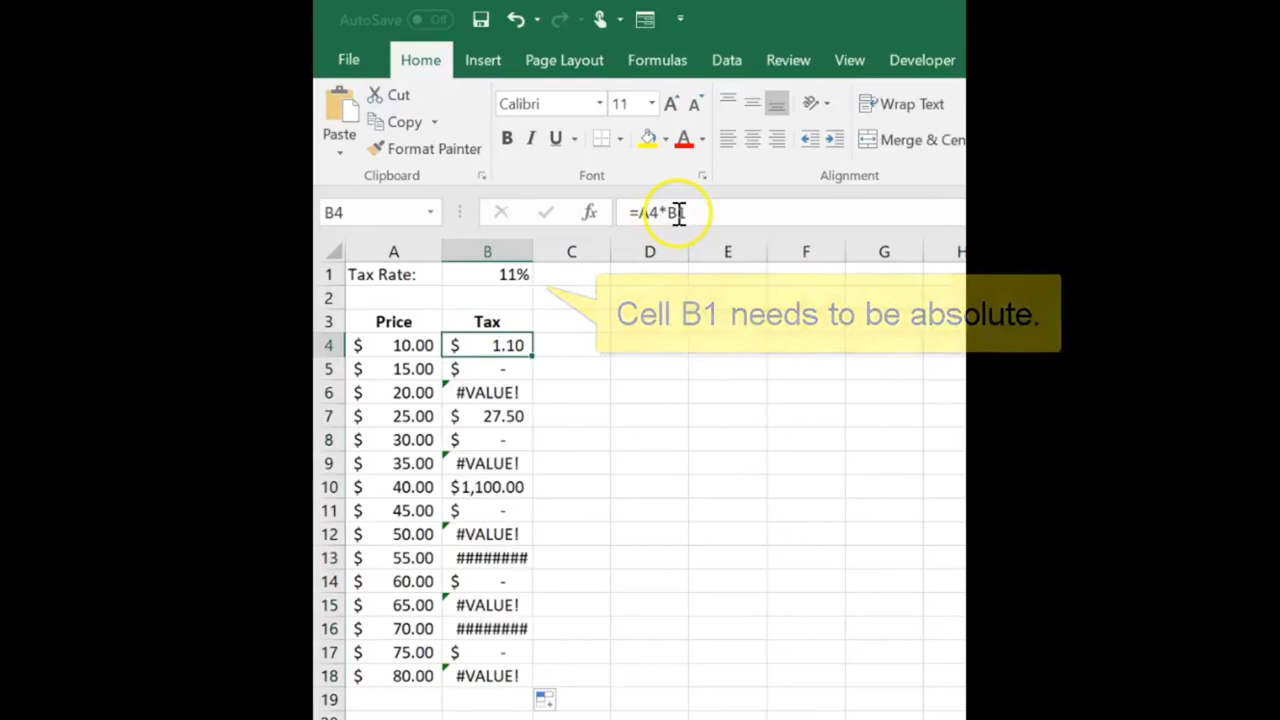 AutoSave Off
File Home Insert Page Layout Formulas Data Review View Developer
Cut
Copy
Format Painter
Paste
Calibri 11 A A
B I U A
Wrap Text
Merge & Cen
Clipboard Font Alignment
B4 fx =A4*B1
A B C D E F G H
1 Tax Rate: 11%
Cell B1 needs to be absolute.
2
3 Price Tax
4 $ 10.00 $ 1.10
5 $ 15.00 $ -
6 $ 20.00 #VALUE!
7 $ 25.00 $ 27.50
8 $ 30.00 $ -
9 $ 35.00 #VALUE!
10 $ 40.00 $1,100.00
11 $ 45.00 $ -
12 $ 50.00 #VALUE!
13 $ 55.00 ########
14 $ 60.00 $ -
15 $ 65.00 #VALUE!
16 $ 70.00 ########
17 $ 75.00 $ -
18 $ 80.00 #VALUE!
19